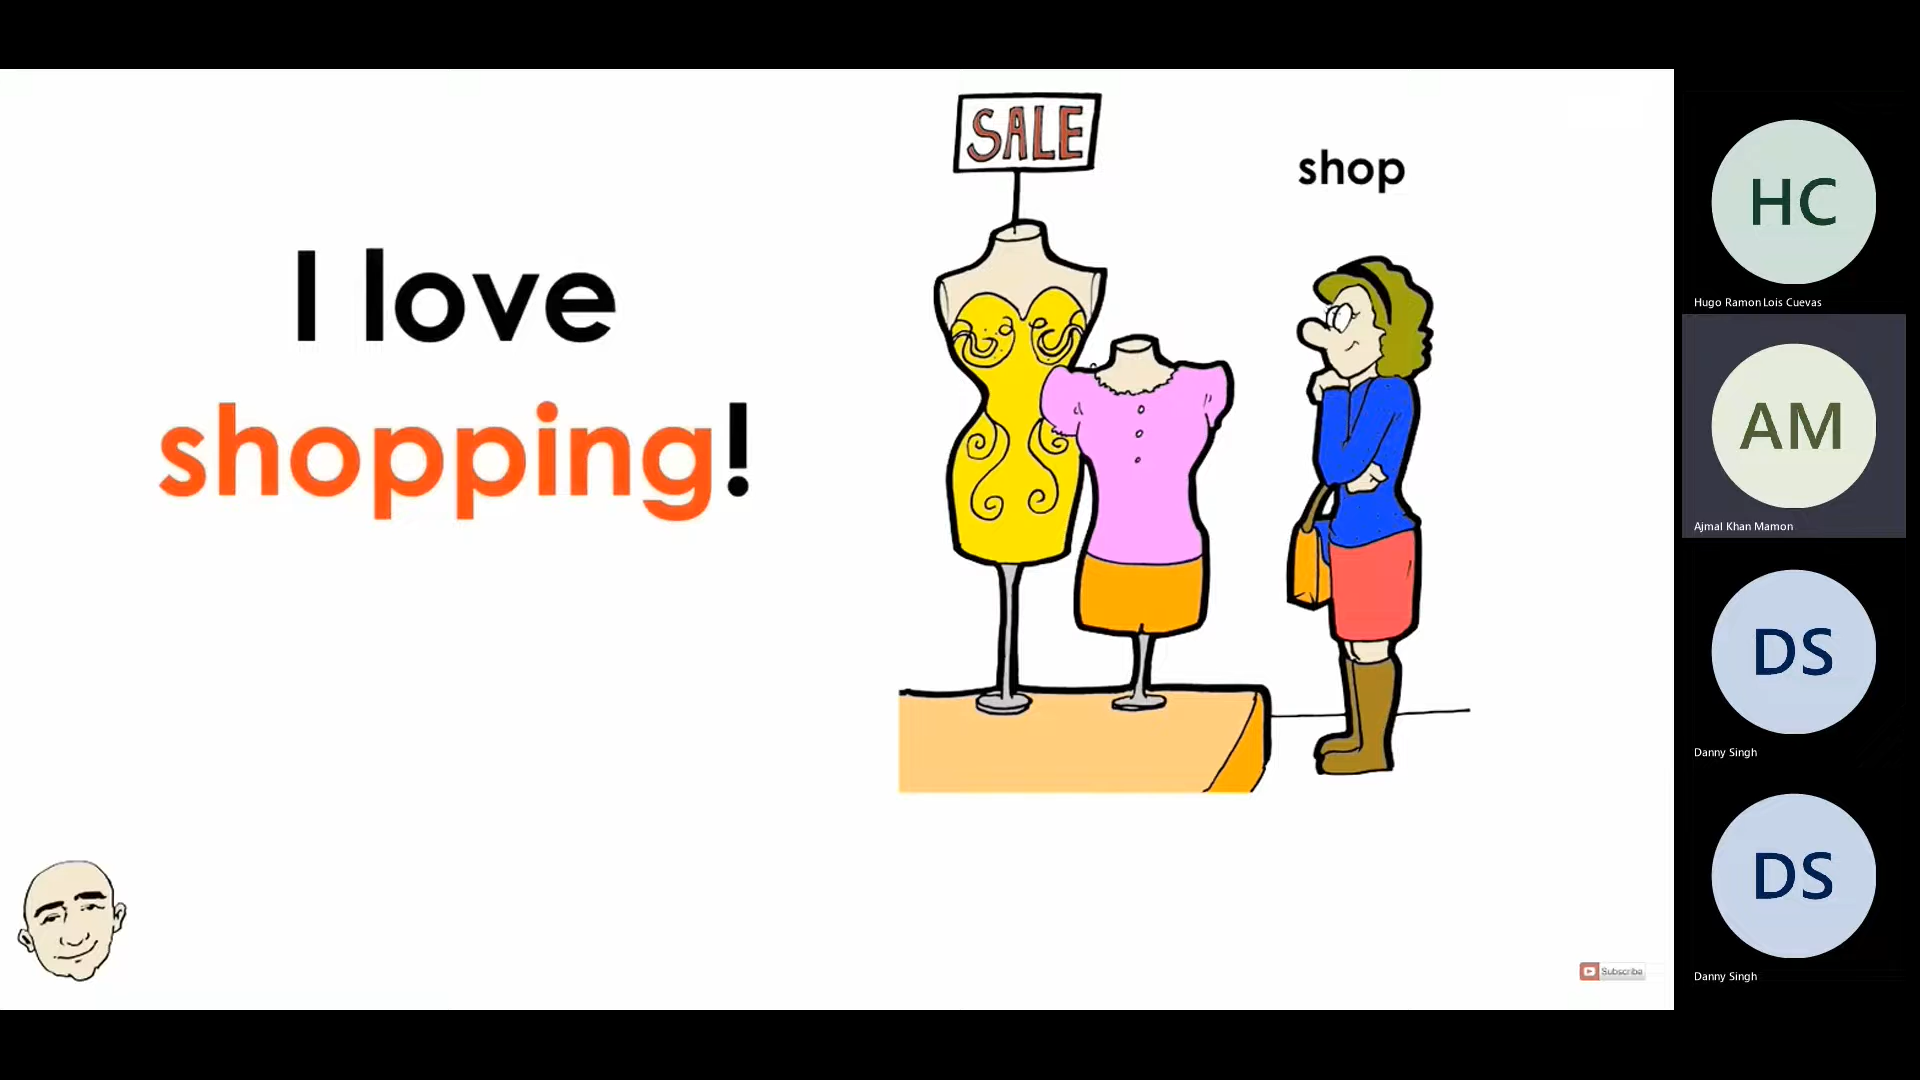 SALE
shop
I love
shopping!
Subscribe
HC
Hugo Ramon Lois Cuevas
AM
Ajmal Khan Mamon
DS
Danny Singh
DS
Danny Singh